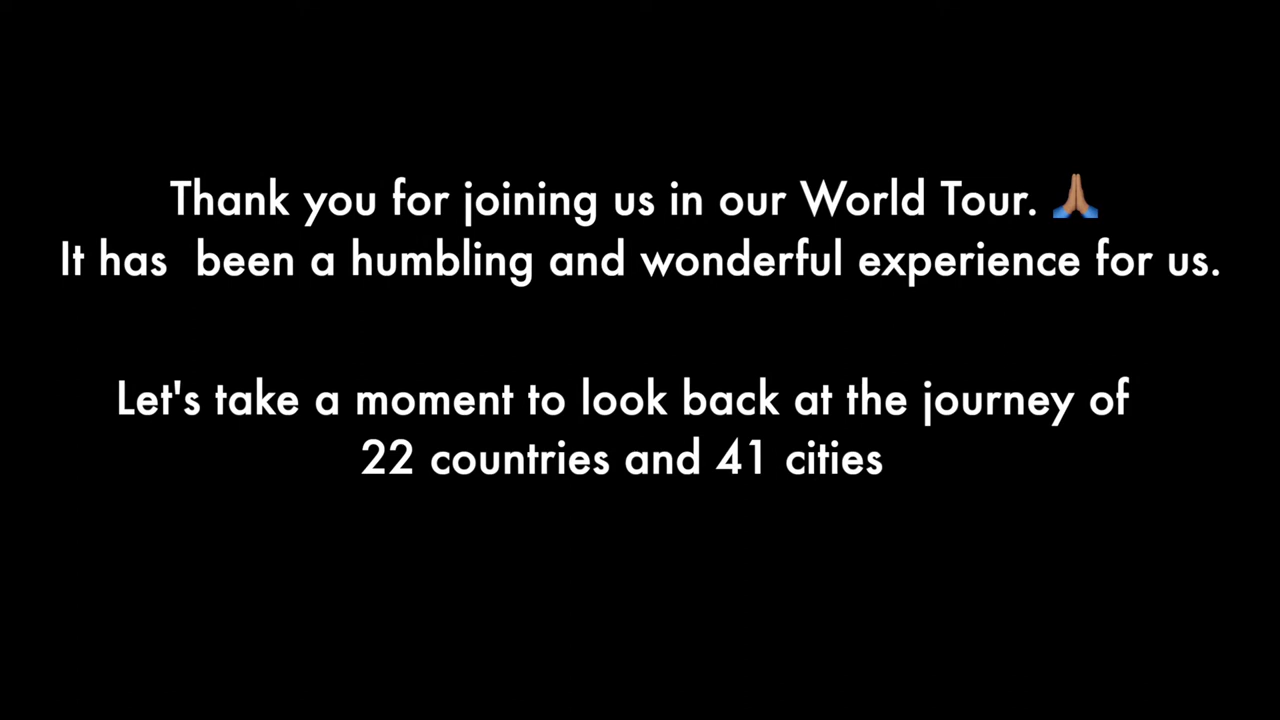 Thank you for joining us in our World Tour. 🙏🏽
It has  been a humbling and wonderful experience for us.
Let's take a moment to look back at the journey of
22 countries and 41 cities